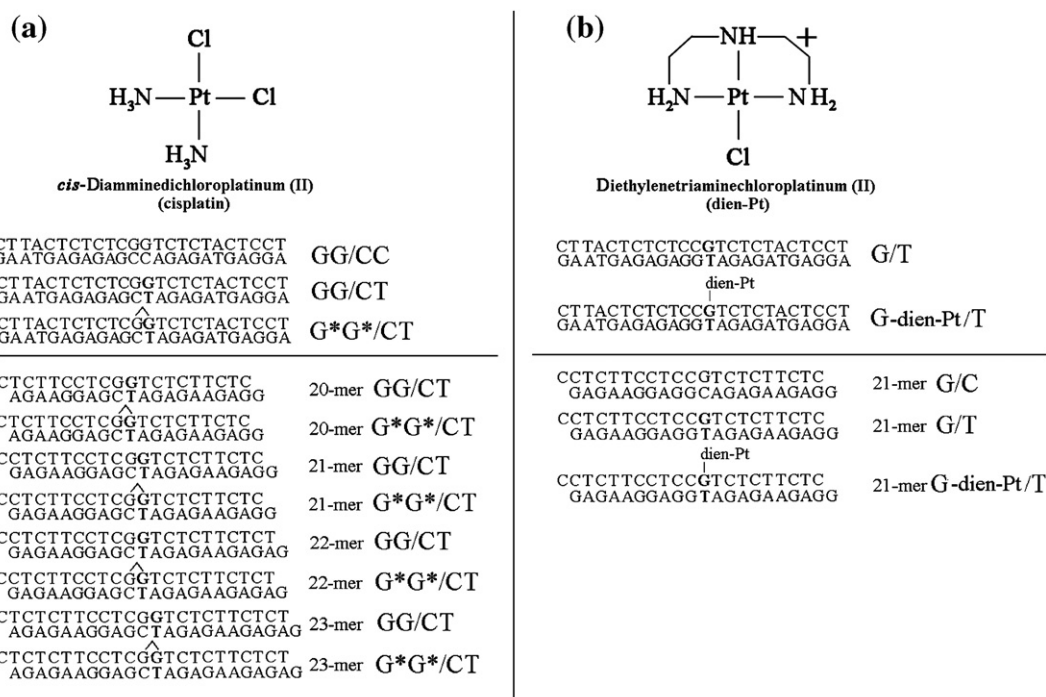 (a)
Cl
H₃N—Pt—Cl
H₃N
cis-Diamminedichloroplatinum (II)
(cisplatin)
CTTACTCTCTCGGTCTCTACTCCT
GAATGAGAGAGCCAGAGATGAGGA GG/CC
CTTACTCTCTCGGTCTCTACTCCT
GAATGAGAGAGCTAGAGATGAGGA GG/CT
CTTACTCTCTCGGTCTCTACTCCT
GAATGAGAGAGCTAGAGATGAGGA G*G*/CT
CTCTTCCTCGGTCTCTTCTC
AGAAGGAGCTAGAGAAGAGG 20-mer GG/CT
CTCTTCCTCGGTCTCTTCTC
AGAAGGAGCTAGAGAAGAGG 20-mer G*G*/CT
CCTCTTCCTCGGTCTCTTCTC
GAGAAGGAGCTAGAGAAGAGG 21-mer GG/CT
CCTCTTCCTCGGTCTCTTCTC
GAGAAGGAGCTAGAGAAGAGG 21-mer G*G*/CT
CCTCTTCCTCGGTCTCTTCTCT
GAGAAGGAGCTAGAGAAGAGAG 22-mer GG/CT
CCTCTTCCTCGGTCTCTTCTCT
GAGAAGGAGCTAGAGAAGAGAG 22-mer G*G*/CT
CTCTCTTCCTCGGTCTCTTCTCT
AGAGAAGGAGCTAGAGAAGAGAG 23-mer GG/CT
CTCTCTTCCTCGGTCTCTTCTCT
AGAGAAGGAGCTAGAGAAGAGAG 23-mer G*G*/CT
(b)
NH +
H₂N—Pt—NH₂
Cl
Diethylenetriaminechloroplatinum (II)
(dien-Pt)
CTTACTCTCTCCGTCTCTACTCCT
GAATGAGAGAGGTAGAGATGAGGA G/T
dien-Pt
CTTACTCTCTCCGTCTCTACTCCT
GAATGAGAGAGGTAGAGATGAGGA G-dien-Pt/T
CCTCTTCCTCCGTCTCTTCTC
GAGAAGGAGGCAGAGAAGAGG 21-mer G/C
CCTCTTCCTCCGTCTCTTCTC
GAGAAGGAGGTAGAGAAGAGG 21-mer G/T
dien-Pt
CCTCTTCCTCCGTCTCTTCTC
GAGAAGGAGGTAGAGAAGAGG 21-mer G-dien-Pt/T